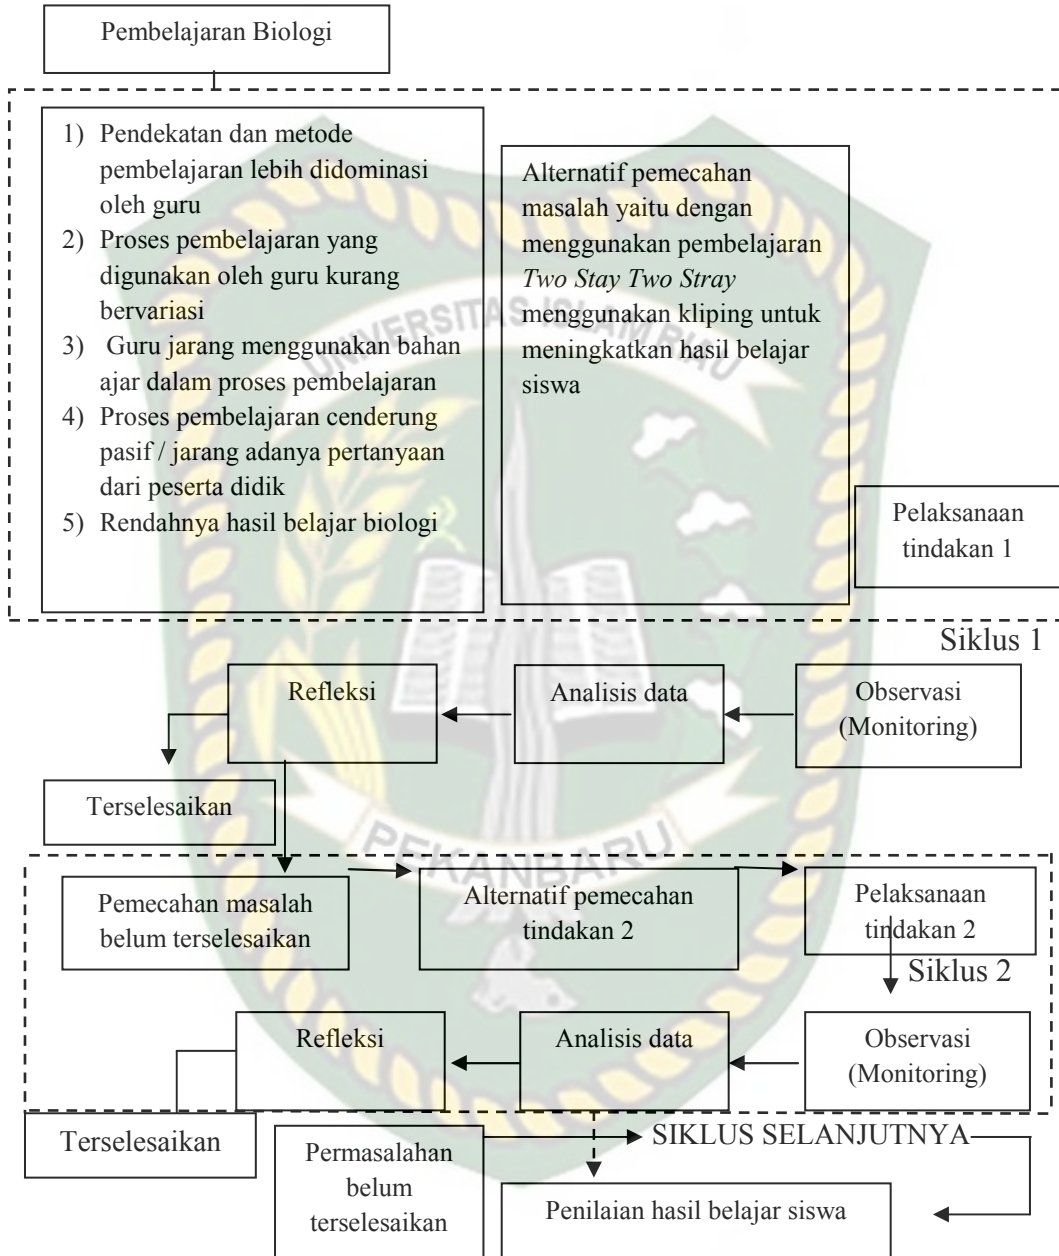 Pembelajaran Biologi
1) Pendekatan dan metode
pembelajaran lebih didominasi
oleh guru
2) Proses pembelajaran yang
digunakan oleh guru kurang
bervariasi
3) Guru jarang menggunakan bahan
ajar dalam proses pembelajaran
4) Proses pembelajaran cenderung
pasif / jarang adanya pertanyaan
dari peserta didik
5) Rendahnya hasil belajar biologi
Alternatif pemecahan
masalah yaitu dengan
menggunakan pembelajaran
Two Stay Two Stray
menggunakan kliping untuk
meningkatkan hasil belajar
siswa
UNIVERSITAS ISLAM RIAU
Pelaksanaan
tindakan 1
Siklus 1
Refleksi
Analisis data
Observasi
(Monitoring)
Terselesaikan
PEKANBARU
Pemecahan masalah
belum terselesaikan
Alternatif pemecahan
tindakan 2
Pelaksanaan
tindakan 2
Siklus 2
Refleksi
Analisis data
Observasi
(Monitoring)
Terselesaikan
Permasalahan
belum
terselesaikan
SIKLUS SELANJUTNYA
Penilaian hasil belajar siswa